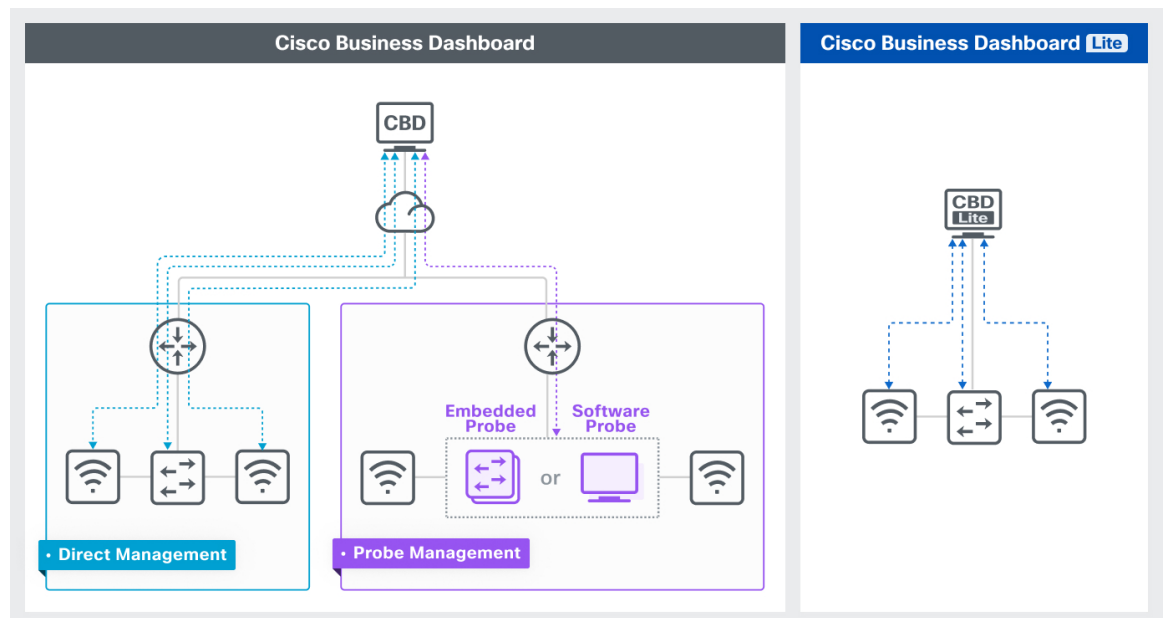 Cisco Business Dashboard
Cisco Business Dashboard Lite
CBD
CBD
Lite
Embedded
Probe
Software
Probe
or
• Direct Management
• Probe Management